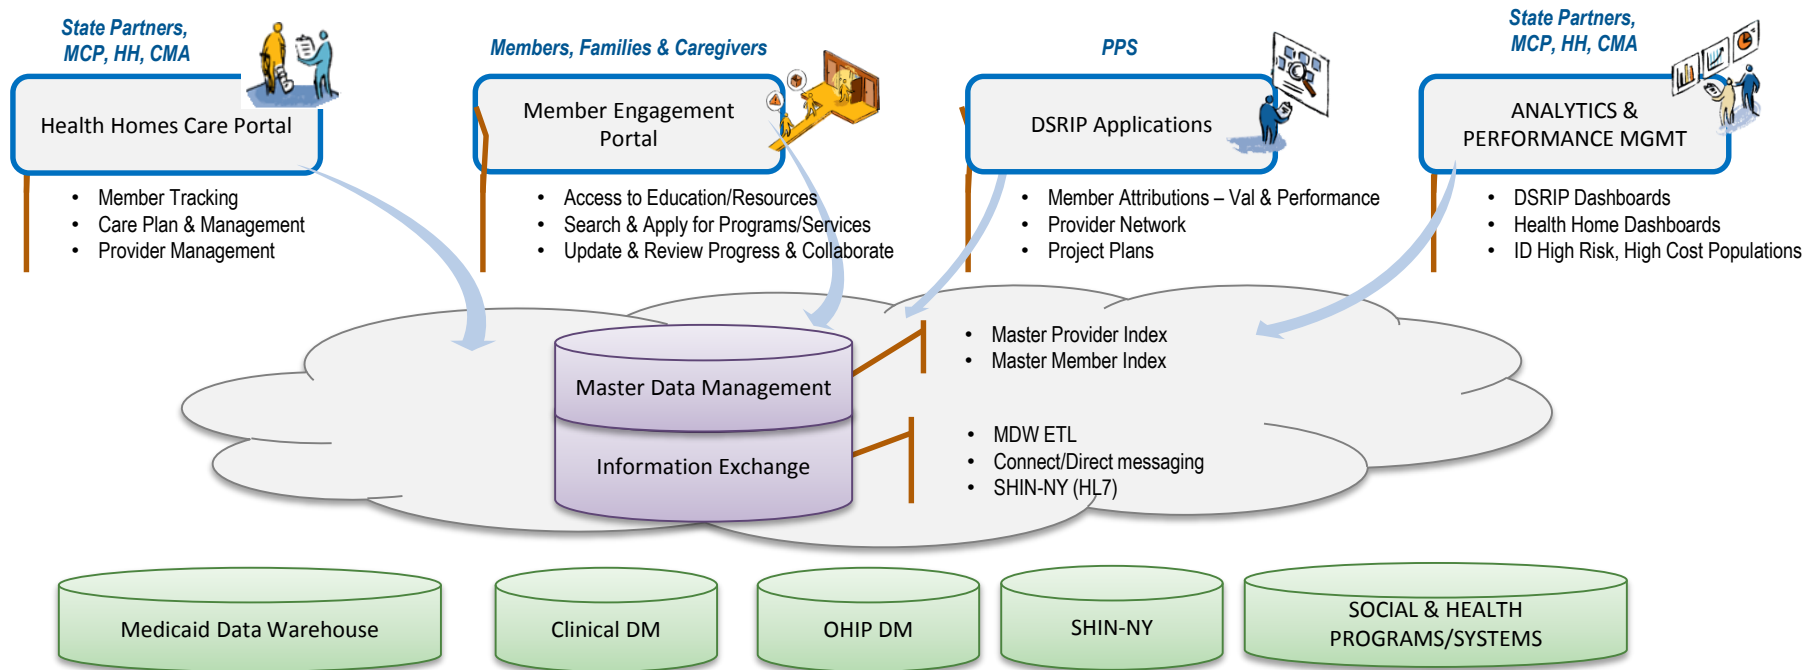 State Partners,
MCP, HH, CMA
Health Homes Care Portal
• Member Tracking
• Care Plan & Management
• Provider Management
Members, Families & Caregivers
Member Engagement
Portal
• Access to Education/Resources
• Search & Apply for Programs/Services
• Update & Review Progress & Collaborate
PPS
DSRIP Applications
• Member Attributions – Val & Performance
• Provider Network
• Project Plans
State Partners,
MCP, HH, CMA
ANALYTICS &
PERFORMANCE MGMT
• DSRIP Dashboards
• Health Home Dashboards
• ID High Risk, High Cost Populations
Master Data Management
• Master Provider Index
• Master Member Index
Information Exchange
• MDW ETL
• Connect/Direct messaging
• SHIN-NY (HL7)
Medicaid Data Warehouse
Clinical DM
OHIP DM
SHIN-NY
SOCIAL & HEALTH
PROGRAMS/SYSTEMS